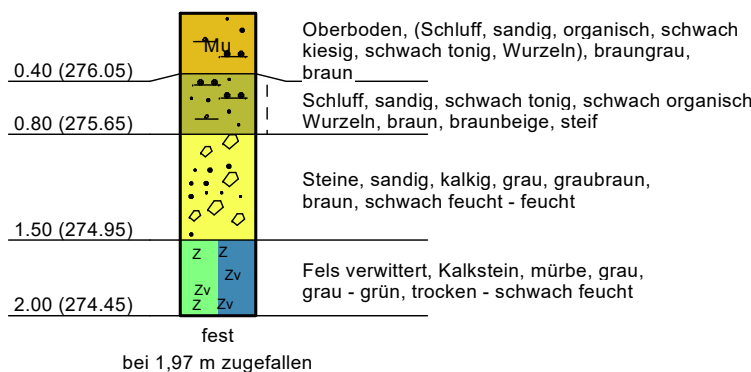 Oberboden, (Schluff, sandig, organisch, schwach
kiesig, schwach tonig, Wurzeln), braungrau,
braun
Mu
0.40 (276.05)
Schluff, sandig, schwach tonig, schwach organisch
Wurzeln, braun, braunbeige, steif
0.80 (275.65)
Steine, sandig, kalkig, grau, graubraun,
braun, schwach feucht - feucht
1.50 (274.95)
Z Z
Zv
Zv
Z Zv
Fels verwittert, Kalkstein, mürbe, grau,
grau - grün, trocken - schwach feucht
2.00 (274.45)
fest
bei 1,97 m zugefallen